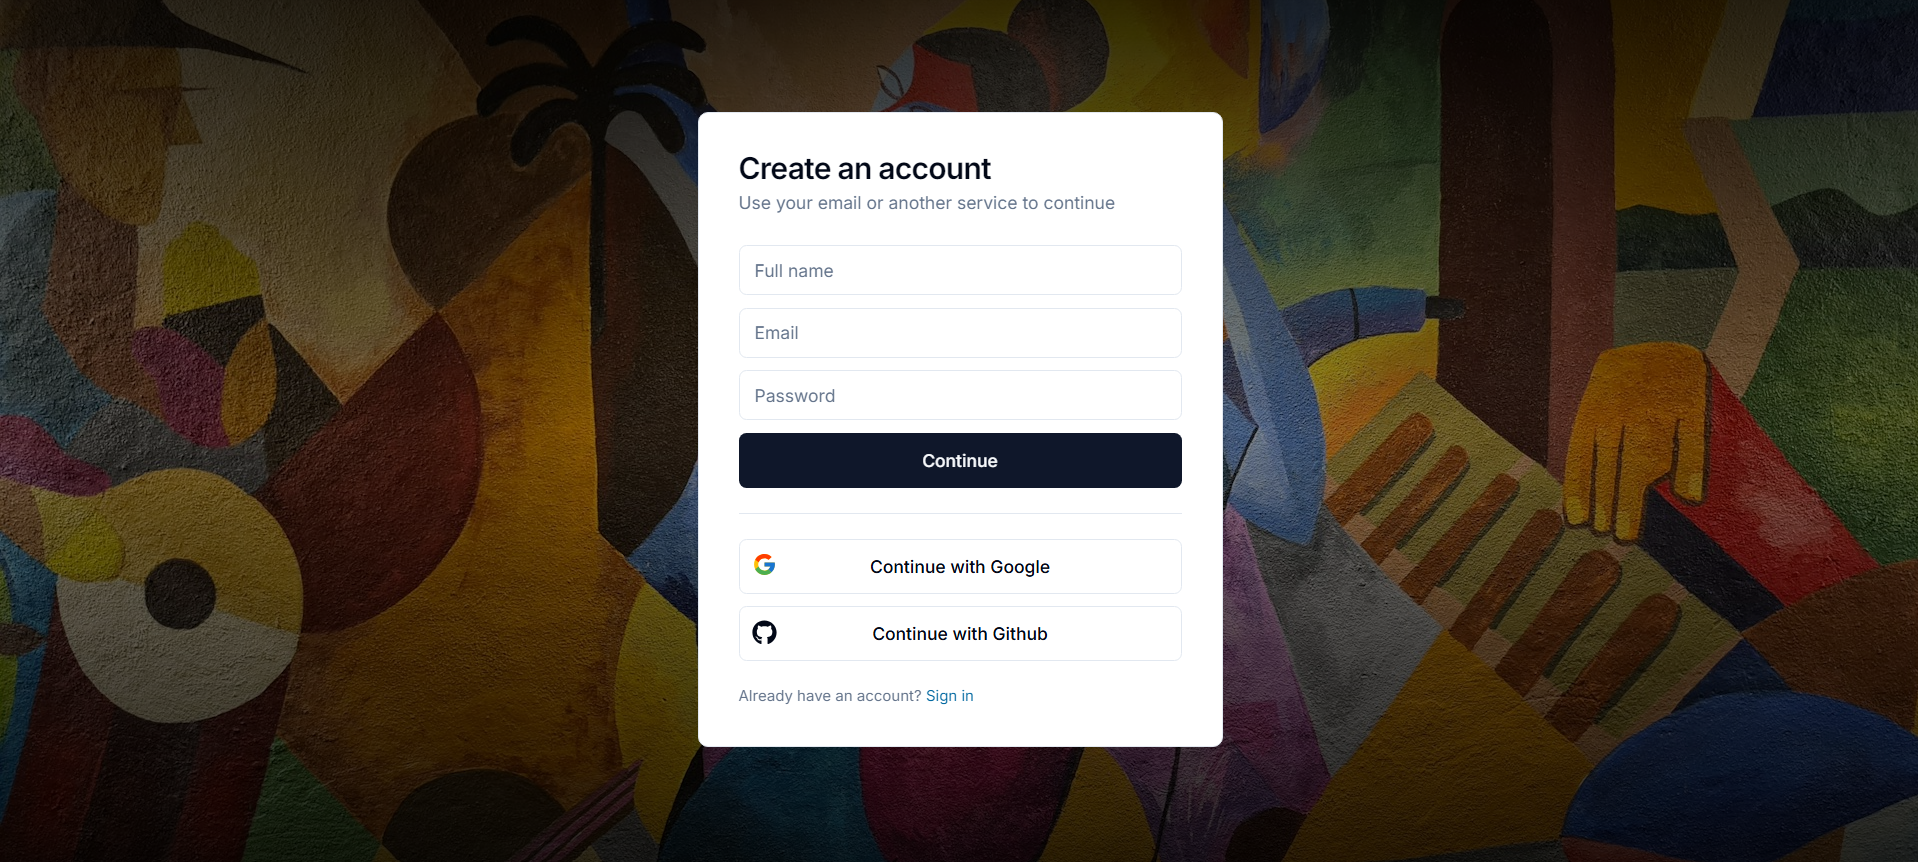 Create an account
Use your email or another service to continue
Full name
Email
Password
Continue
Continue with Google
Continue with Github
Already have an account? Sign in